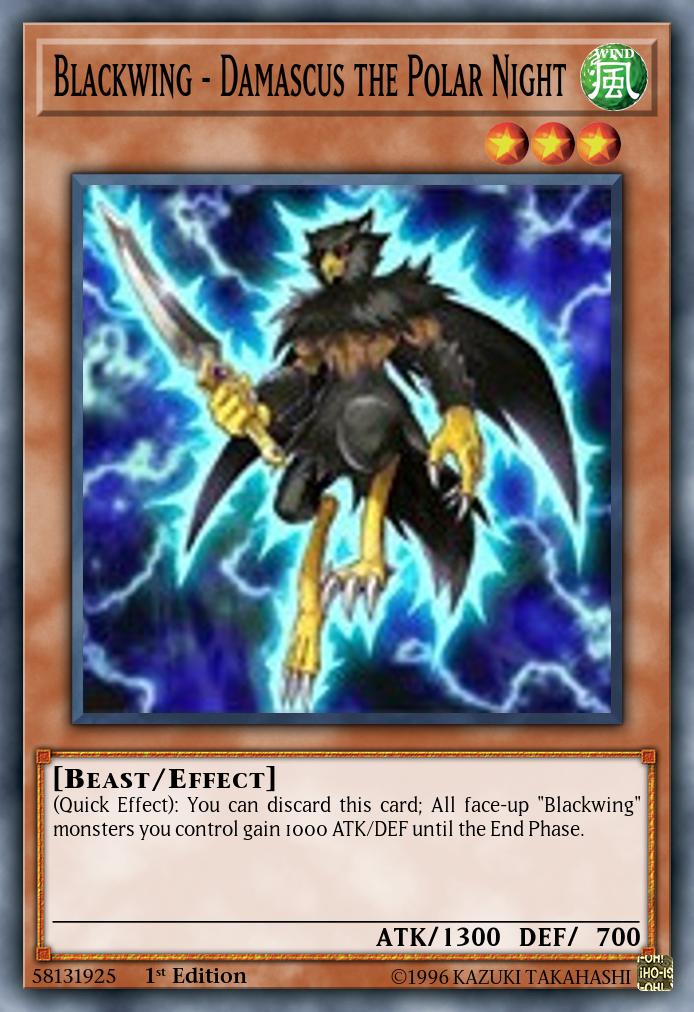 Blackwing - Damascus the Polar Night
WIND
風
[Beast/Effect]
(Quick Effect): You can discard this card; All face-up "Blackwing"
monsters you control gain 1000 ATK/DEF until the End Phase.
ATK/1300 DEF/ 700
58131925 1st Edition ©1996 KAZUKI TAKAHASHI